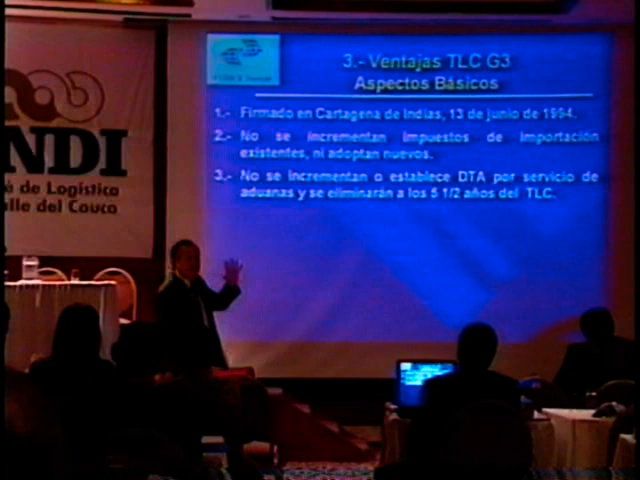 NDI
é de Logística
lle del Cauca
3.- Ventajas TLC G3
Aspectos Básicos
1.- Firmado en Cartagena de Indias, 13 de junio de 1994.
2.- No se incrementan impuestos de importación
existentes, ni adoptan nuevos.
3.- No se incrementan o establece DTA por servicio de
aduanas y se eliminarán a los 5 1/2 años del TLC.